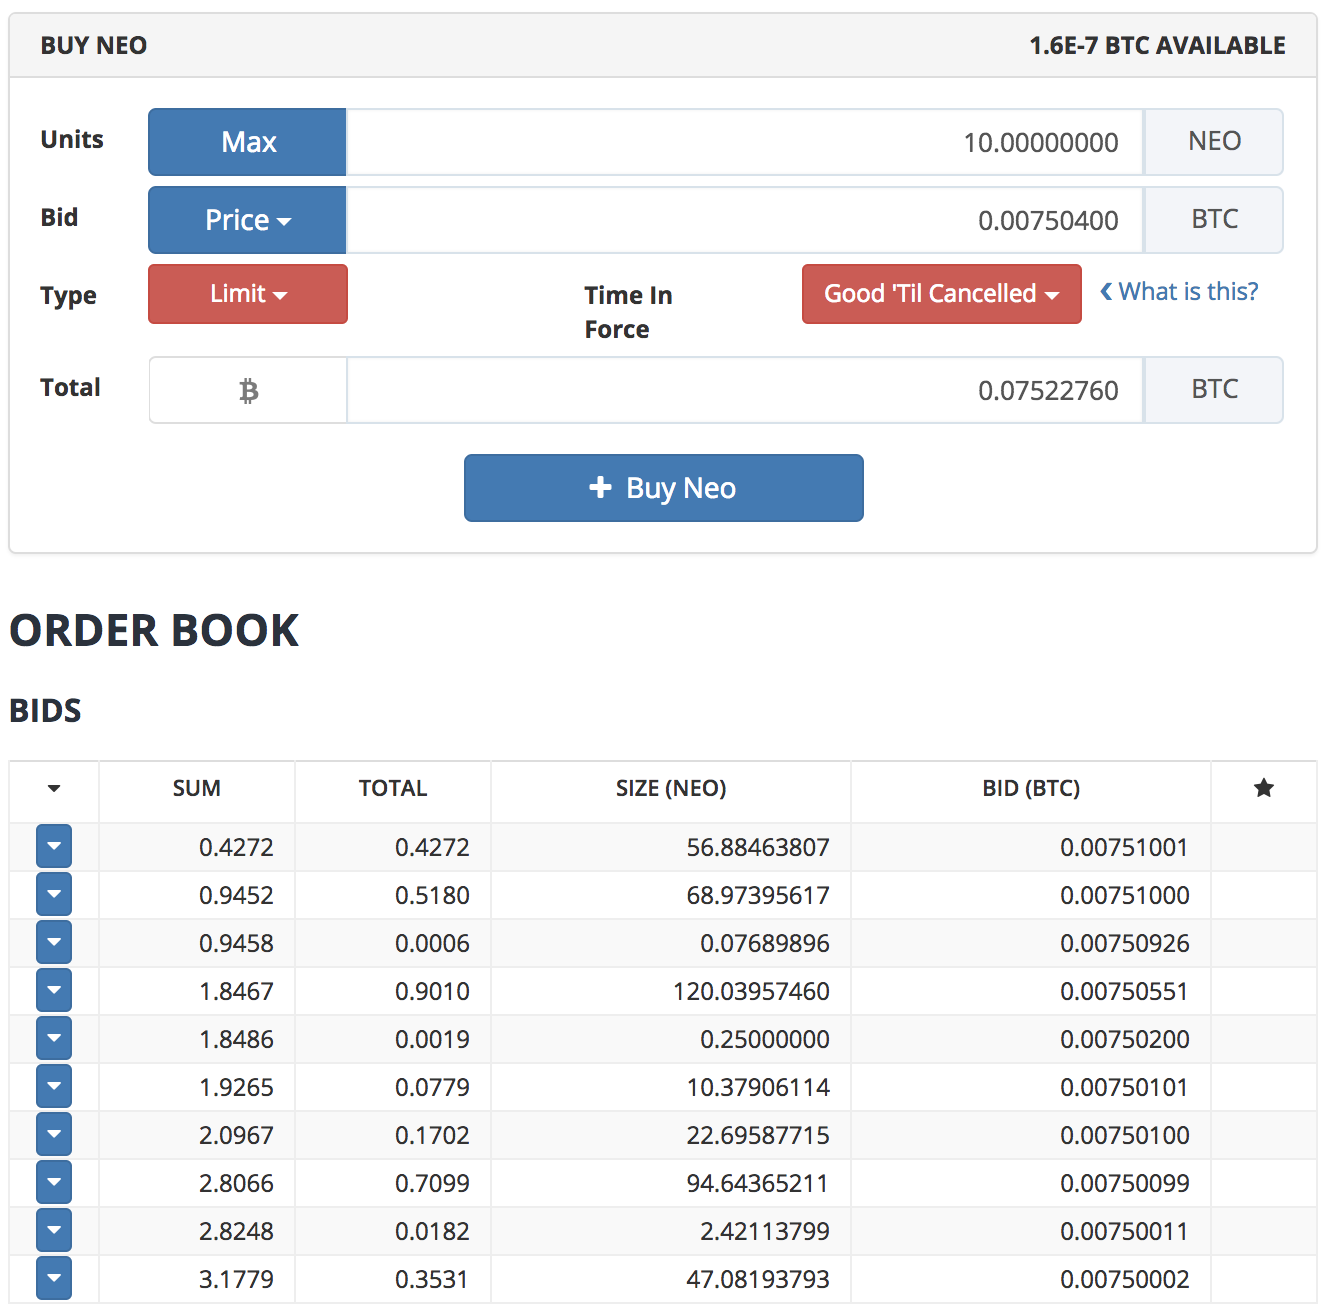 BUY NEO 1.6E-7 BTC AVAILABLE
Units Max 10.00000000 NEO
Bid Price 0.00750400 BTC
Type Limit Time In Force Good 'Til Cancelled What is this?
Total 0.07522760 BTC
Buy Neo
ORDER BOOK
BIDS
SUM TOTAL SIZE (NEO) BID (BTC)
0.4272 0.4272 56.88463807 0.00751001
0.9452 0.5180 68.97395617 0.00751000
0.9458 0.0006 0.07689896 0.00750926
1.8467 0.9010 120.03957460 0.00750551
1.8486 0.0019 0.25000000 0.00750200
1.9265 0.0779 10.37906114 0.00750101
2.0967 0.1702 22.69587715 0.00750100
2.8066 0.7099 94.64365211 0.00750099
2.8248 0.0182 2.42113799 0.00750011
3.1779 0.3531 47.08193793 0.00750002